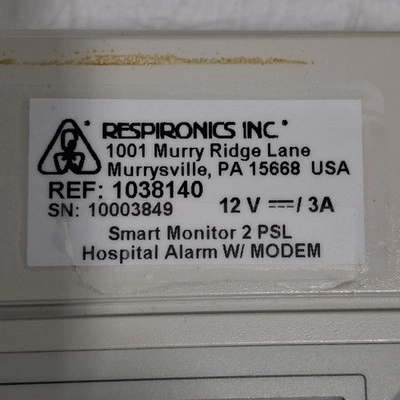 RESPIRONICS INC.
1001 Murry Ridge Lane
Murrysville, PA 15668 USA
REF: 1038140
SN: 10003849 12 V ⎓/ 3A
Smart Monitor 2 PSL
Hospital Alarm W/ MODEM